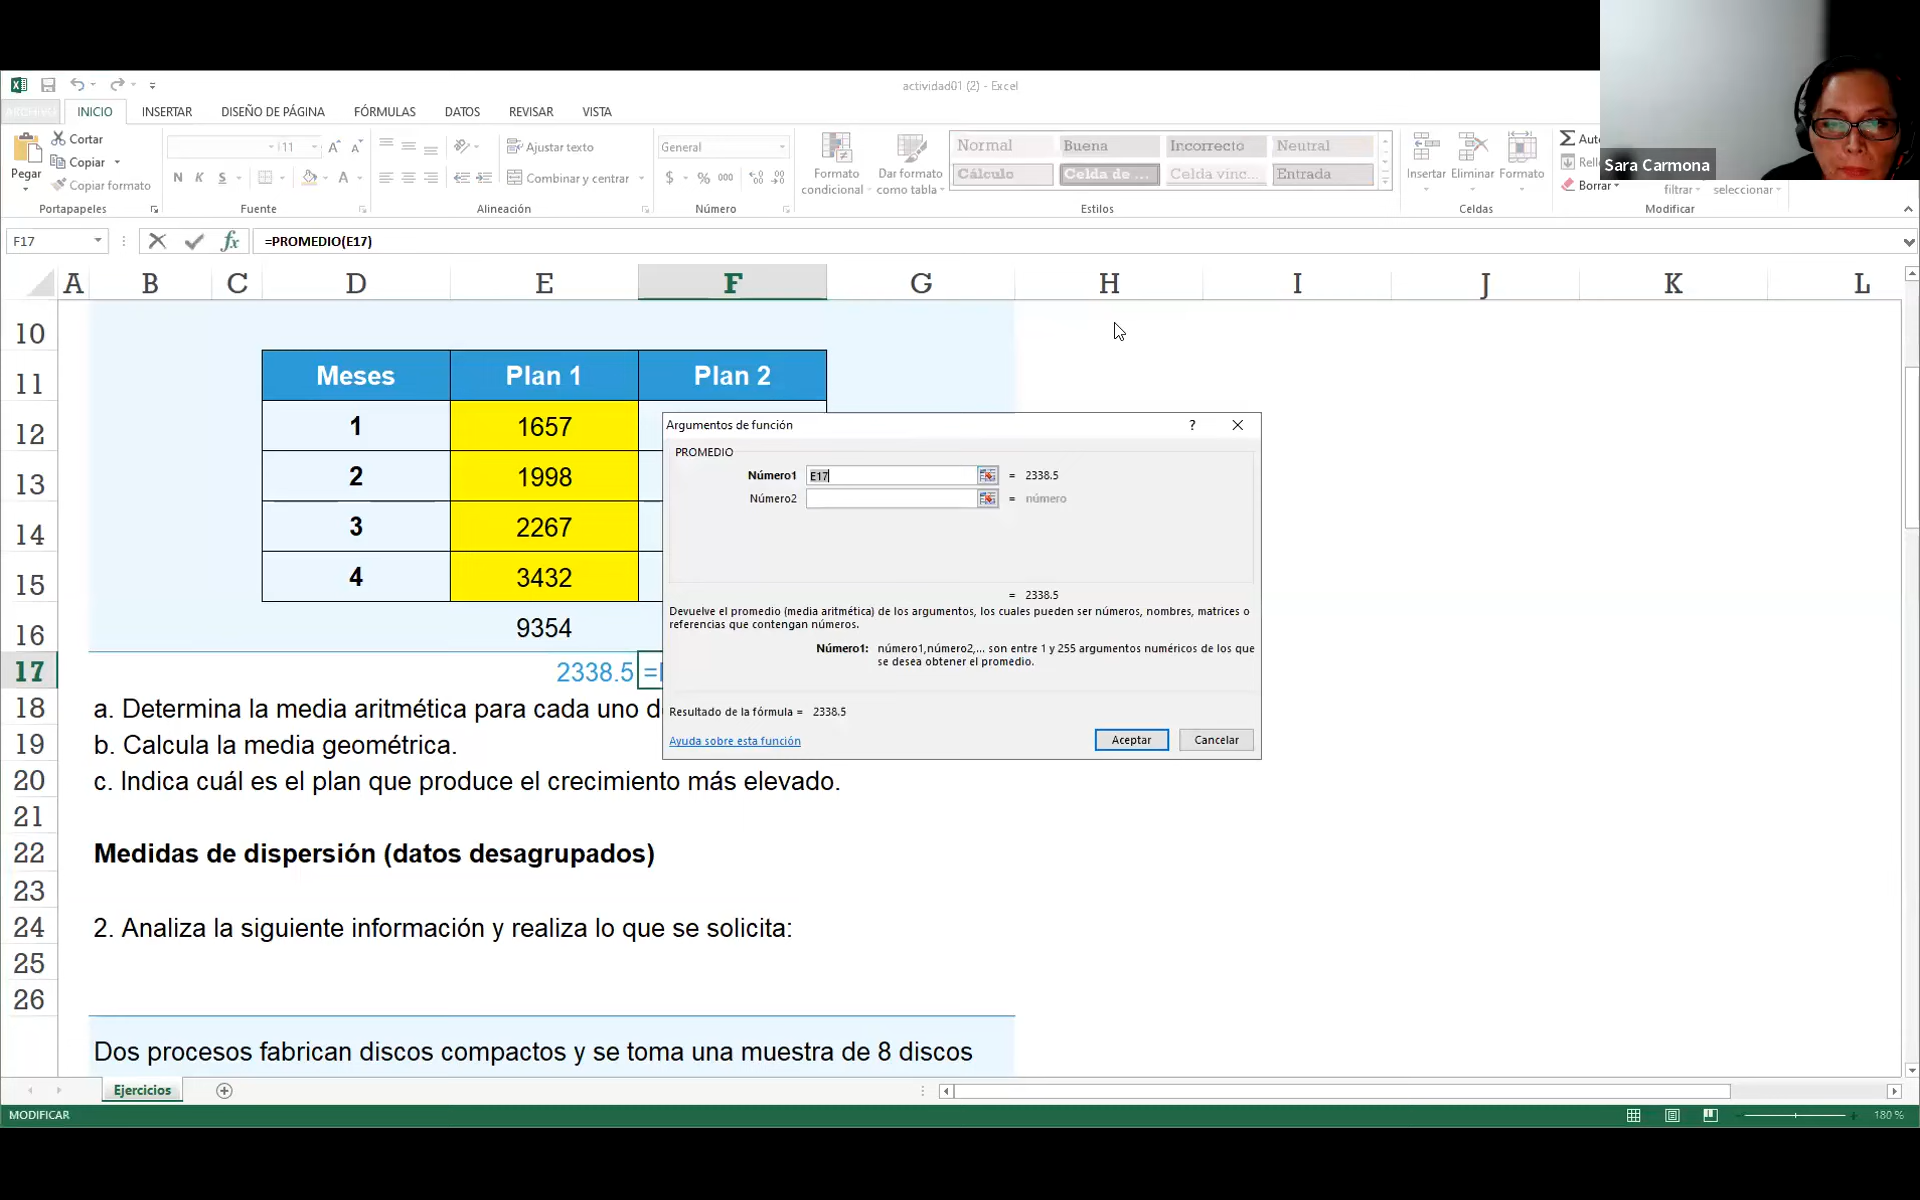 actividad01 (2) - Excel
ARCHIVO INICIO INSERTAR DISEÑO DE PÁGINA FÓRMULAS DATOS REVISAR VISTA
Sara Carmona
Pegar
Cortar
Copiar
Copiar formato
Portapapeles
11
N K S
Fuente
Ajustar texto
Combinar y centrar
Alineación
General
$ % 000
Número
Formato condicional
Dar formato como tabla
Normal Buena Incorrecto Neutral
Cálculo Celda de ... Celda vinc... Entrada
Estilos
Insertar Eliminar Formato
Celdas
Borrar
filtrar
seleccionar
Modificar
F17
=PROMEDIO(E17)
A B C D E F G H I J K L
10
11 Meses Plan 1 Plan 2
12 1 1657
13 2 1998
14 3 2267
15 4 3432
16 9354
17 2338.5
18 a. Determina la media aritmética para cada uno
19 b. Calcula la media geométrica.
20 c. Indica cuál es el plan que produce el crecimiento más elevado.
21
22 Medidas de dispersión (datos desagrupados)
23
24 2. Analiza la siguiente información y realiza lo que se solicita:
25
26
Dos procesos fabrican discos compactos y se toma una muestra de 8 discos
Argumentos de función ?
PROMEDIO
Número1 E17 = 2338.5
Número2 = número
= 2338.5
Devuelve el promedio (media aritmética) de los argumentos, los cuales pueden ser números, nombres, matrices o
referencias que contengan números.
Número1: número1,número2,... son entre 1 y 255 argumentos numéricos de los que
se desea obtener el promedio.
Resultado de la fórmula = 2338.5
Ayuda sobre esta función
Aceptar Cancelar
Ejercicios
MODIFICAR
180 %